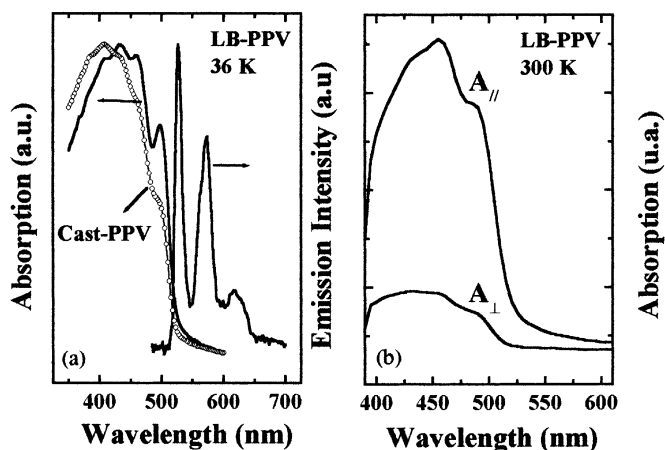 LB-PPV
36 K
Cast-PPV
(a)
Absorption (a.u.)
Emission Intensity (a.u)
400 500 600 700
Wavelength (nm)
LB-PPV
300 K
A//
A⊥
(b)
Absorption (u.a.)
400 450 500 550 600
Wavelength (nm)